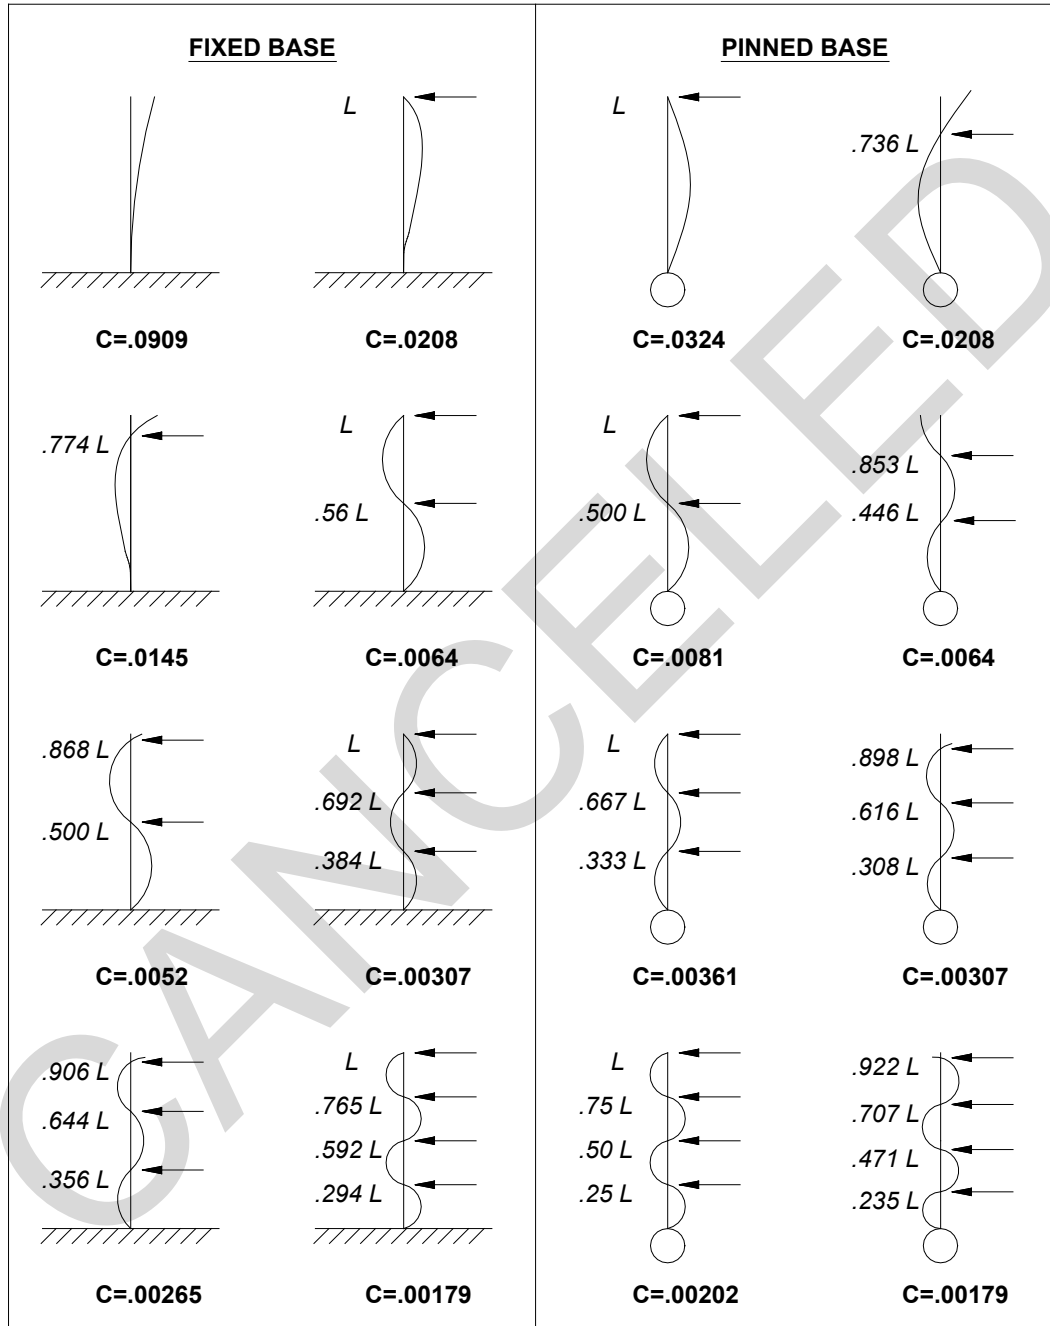 FIXED BASE
L
C=.0909
C=.0208
.774 L
L
.56 L
C=.0145
C=.0064
.868 L
.500 L
L
.692 L
.384 L
C=.0052
C=.00307
.906 L
.644 L
.356 L
L
.765 L
.592 L
.294 L
C=.00265
C=.00179
PINNED BASE
L
.736 L
C=.0324
C=.0208
L
.500 L
.853 L
.446 L
C=.0081
C=.0064
L
.667 L
.333 L
.898 L
.616 L
.308 L
C=.00361
C=.00307
L
.75 L
.50 L
.25 L
.922 L
.707 L
.471 L
.235 L
C=.00202
C=.00179
CANCELED